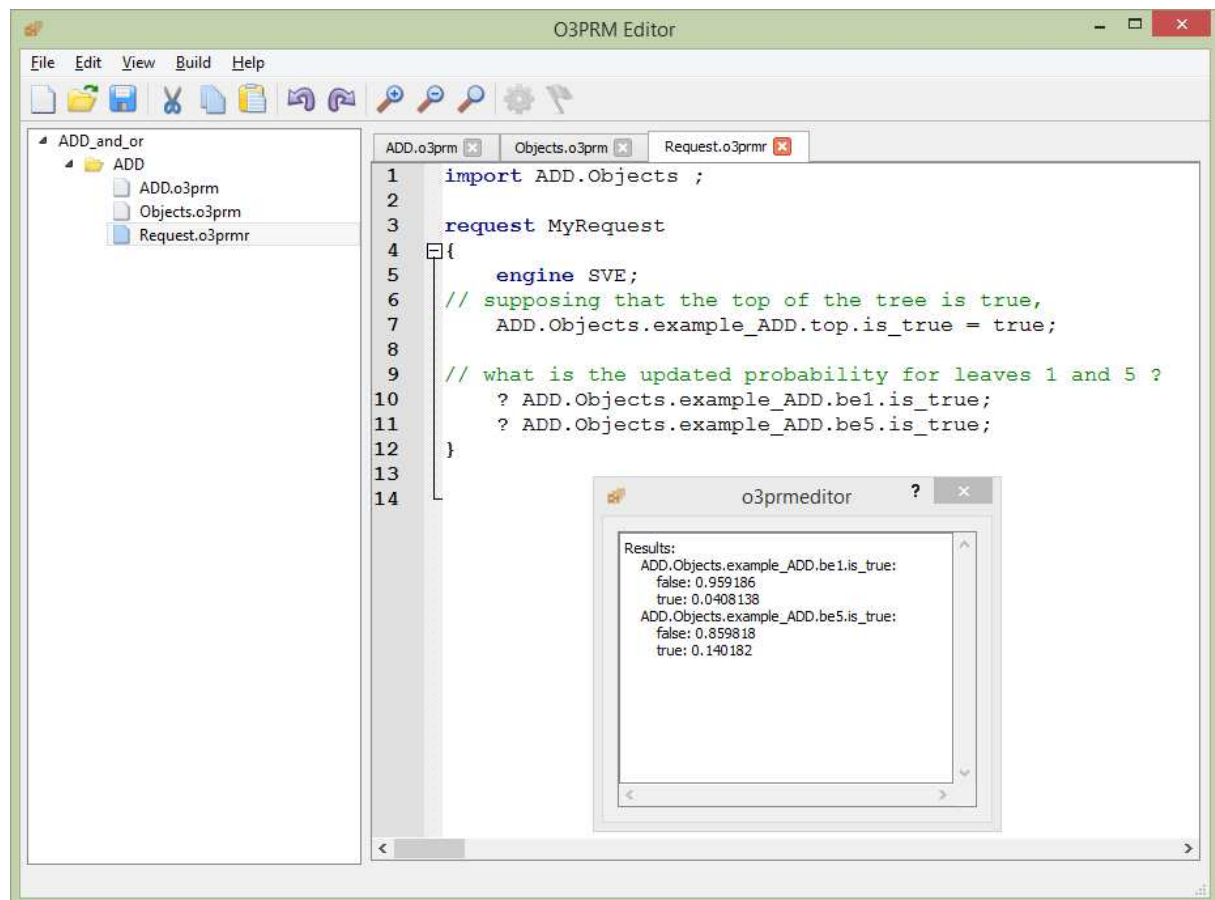 O3PRM Editor
File Edit View Build Help
ADD_and_or
ADD
ADD.o3prm
Objects.o3prm
Request.o3prmr
ADD.o3prm Objects.o3prm Request.o3prmr
1 import ADD.Objects ;
2
3 request MyRequest
4 {
5 engine SVE;
6 // supposing that the top of the tree is true,
7 ADD.Objects.example_ADD.top.is_true = true;
8
9 // what is the updated probability for leaves 1 and 5 ?
10 ? ADD.Objects.example_ADD.be1.is_true;
11 ? ADD.Objects.example_ADD.be5.is_true;
12 }
13
14
o3prmeditor ?
Results:
ADD.Objects.example_ADD.be1.is_true:
false: 0.959186
true: 0.0408138
ADD.Objects.example_ADD.be5.is_true:
false: 0.859818
true: 0.140182